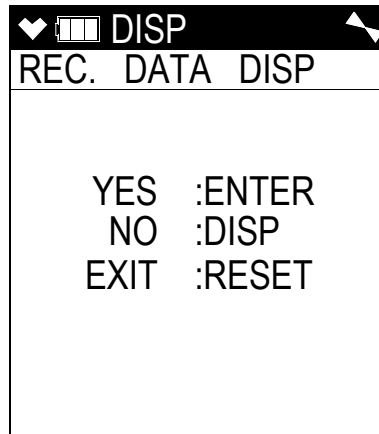 DISP
REC. DATA DISP
YES :ENTER
NO :DISP
EXIT :RESET